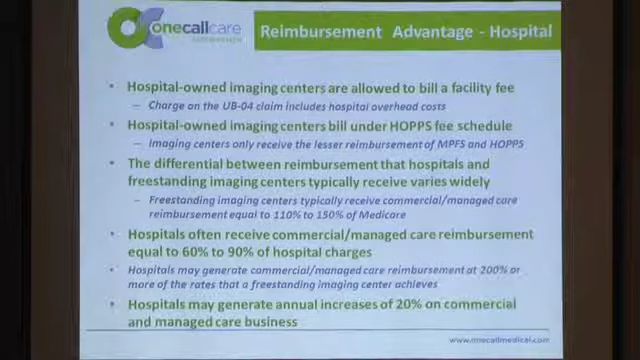 onecallcare
Reimbursement Advantage - Hospital
• Hospital-owned imaging centers are allowed to bill a facility fee
– Charge on the UB-04 claim includes hospital overhead costs
• Hospital-owned imaging centers bill under HOPPS fee schedule
– Imaging centers only receive the lesser reimbursement of MPFS and HOPPS
• The differential between reimbursement that hospitals and
freestanding imaging centers typically receive varies widely
– Freestanding imaging centers typically receive commercial/managed care
reimbursement equal to 110% to 150% of Medicare
• Hospitals often receive commercial/managed care reimbursement
equal to 60% to 90% of hospital charges
• Hospitals may generate commercial/managed care reimbursement at 200% or
more of the rates that a freestanding imaging center achieves
• Hospitals may generate annual increases of 20% on commercial
and managed care business
www.onecallmedical.com